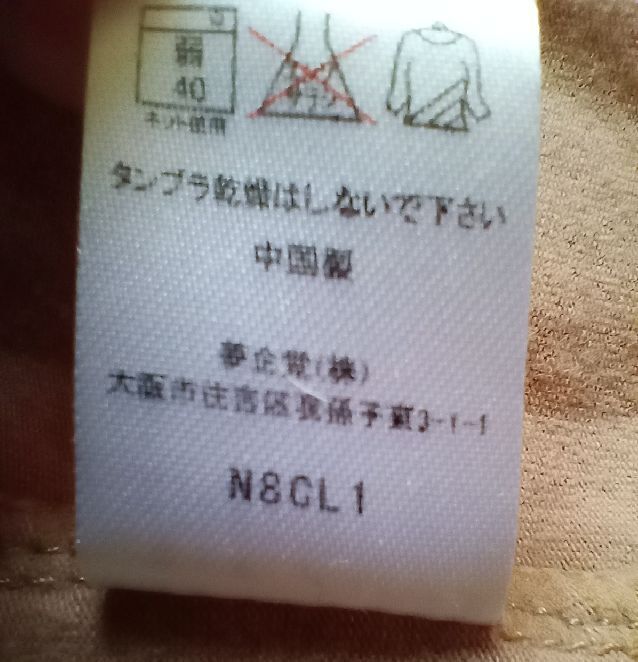 弱
40
ネット使用
タンブラ乾燥はしないで下さい
中国製
夢企堂(株)
大阪市住吉区我孫子東3-1-1
N8CL1